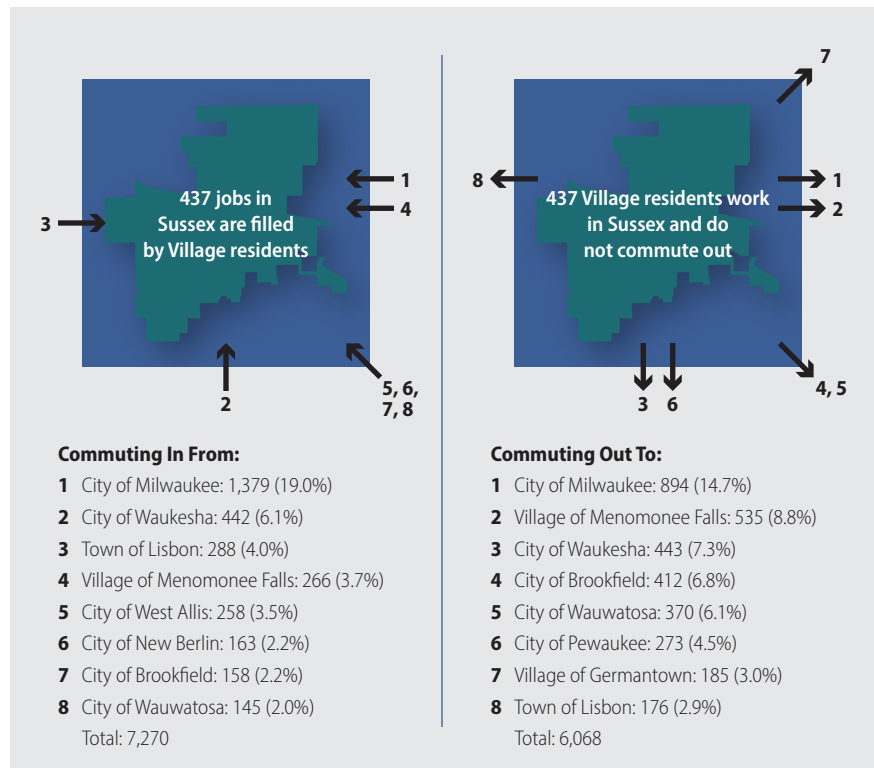 437 jobs in
Sussex are filled
by Village residents
1
4
3
2
5, 6,
7, 8
Commuting In From:
1 City of Milwaukee: 1,379 (19.0%)
2 City of Waukesha: 442 (6.1%)
3 Town of Lisbon: 288 (4.0%)
4 Village of Menomonee Falls: 266 (3.7%)
5 City of West Allis: 258 (3.5%)
6 City of New Berlin: 163 (2.2%)
7 City of Brookfield: 158 (2.2%)
8 City of Wauwatosa: 145 (2.0%)
Total: 7,270
7
8
1
2
437 Village residents work
in Sussex and do
not commute out
3
6
4, 5
Commuting Out To:
1 City of Milwaukee: 894 (14.7%)
2 Village of Menomonee Falls: 535 (8.8%)
3 City of Waukesha: 443 (7.3%)
4 City of Brookfield: 412 (6.8%)
5 City of Wauwatosa: 370 (6.1%)
6 City of Pewaukee: 273 (4.5%)
7 Village of Germantown: 185 (3.0%)
8 Town of Lisbon: 176 (2.9%)
Total: 6,068